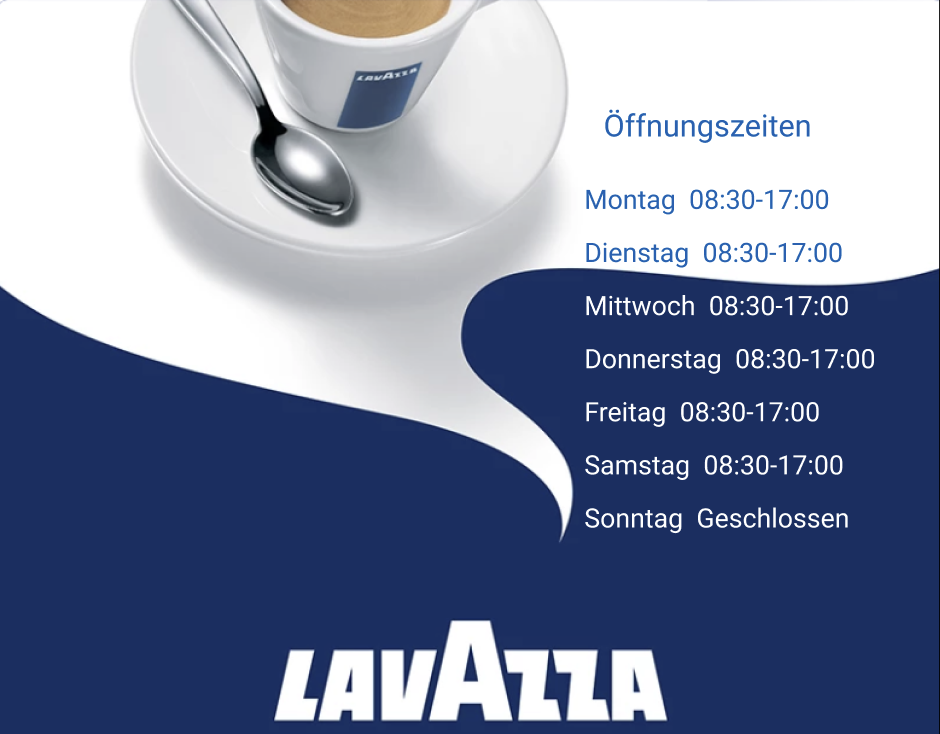 LAVAZZA
Öffnungszeiten
Montag 08:30-17:00
Dienstag 08:30-17:00
Mittwoch 08:30-17:00
Donnerstag 08:30-17:00
Freitag 08:30-17:00
Samstag 08:30-17:00
Sonntag Geschlossen
LAVAZZA